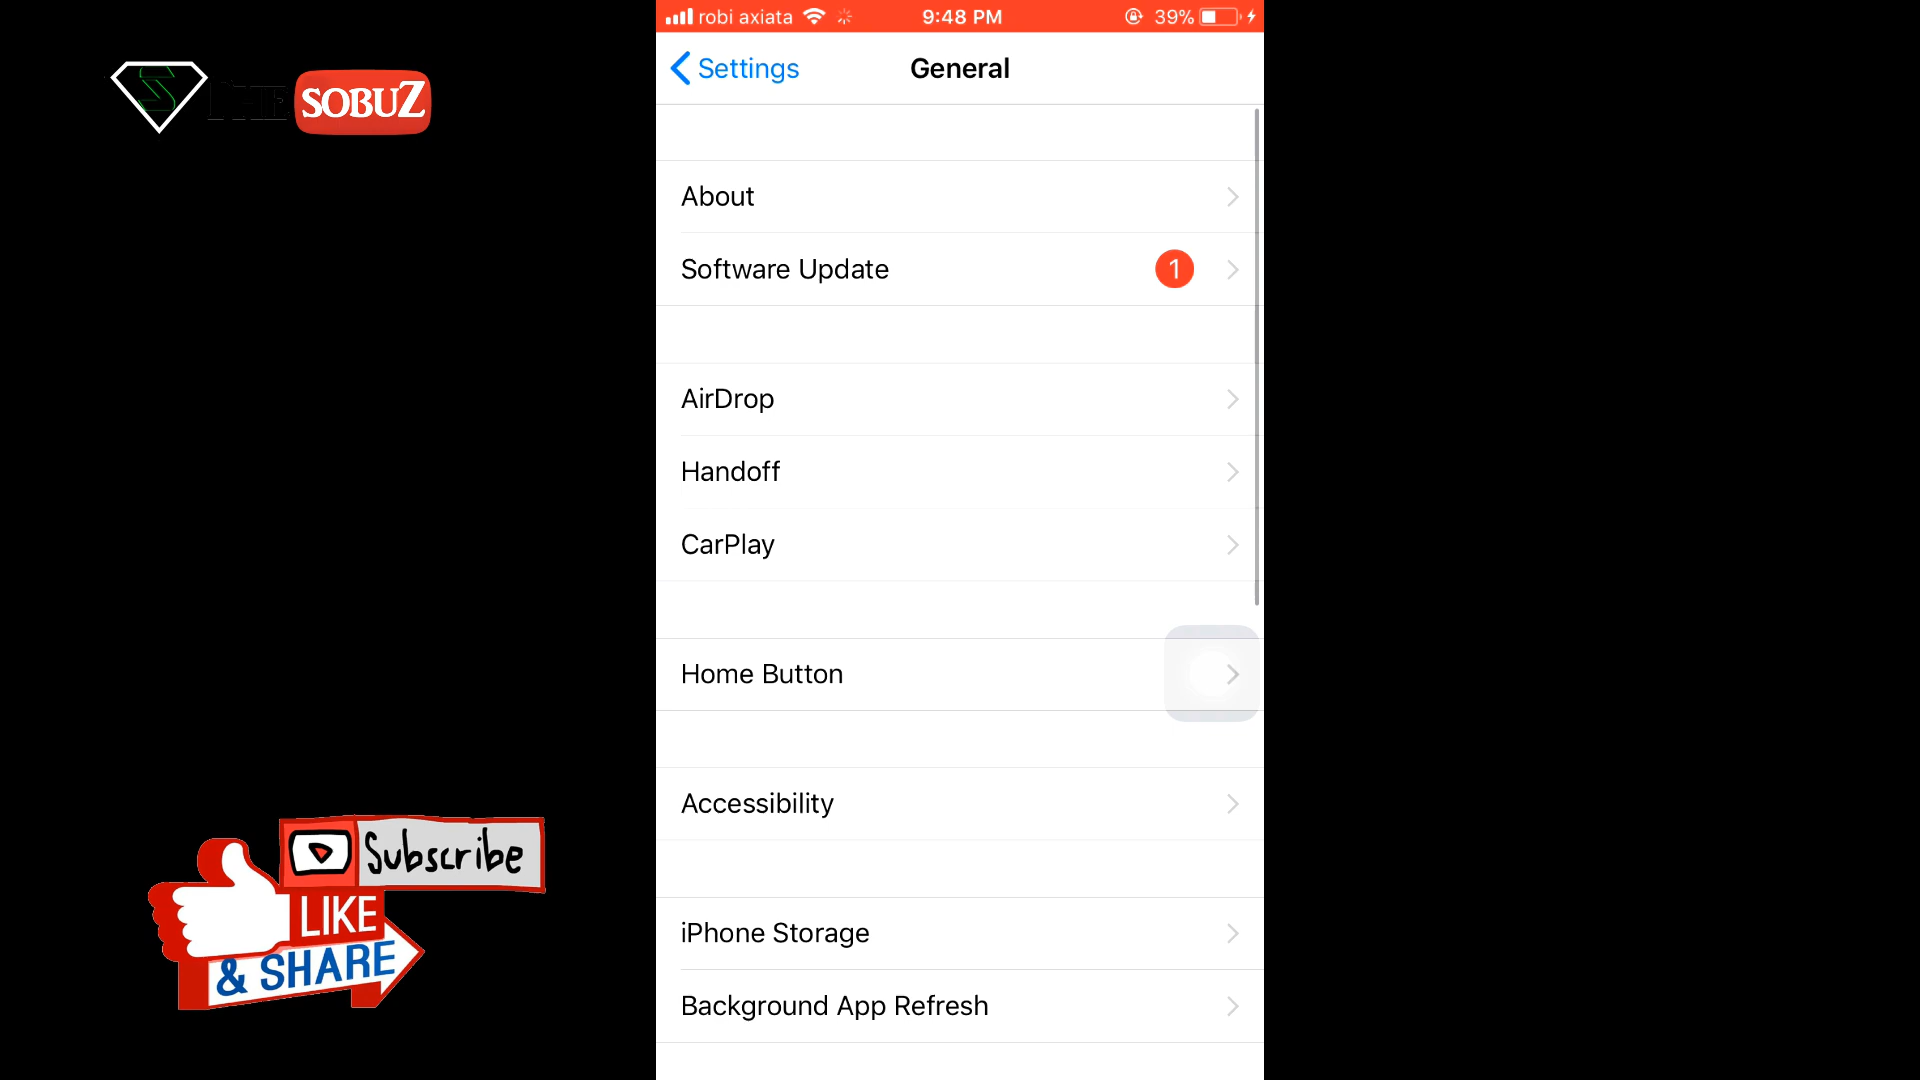 robi axiata 9:48 PM 39%
Settings General
THE SOBUZ
About
Software Update 1
AirDrop
Handoff
CarPlay
Home Button
Accessibility
iPhone Storage
Background App Refresh
Subscribe
LIKE
& SHARE